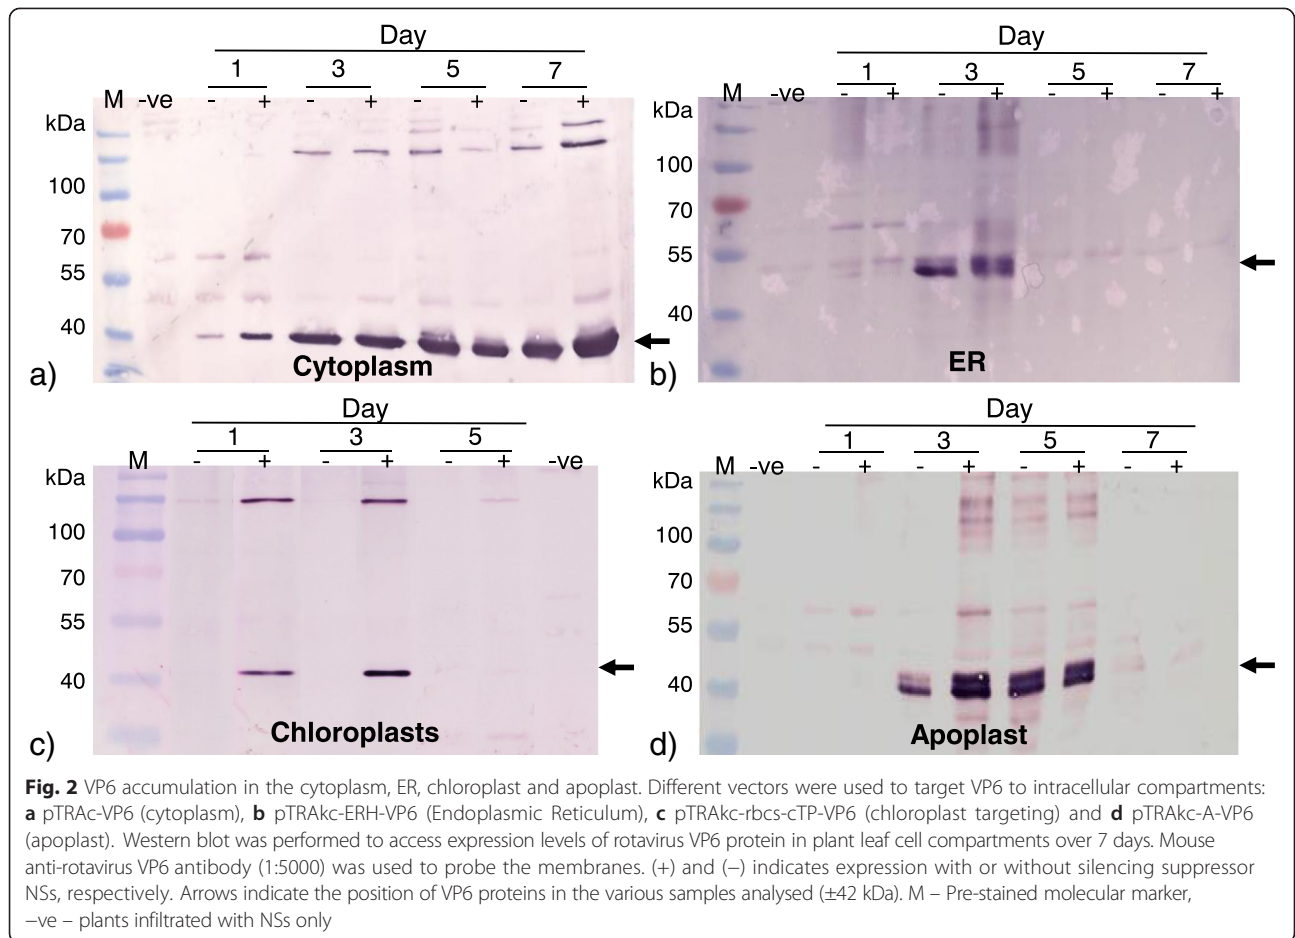 Day
1 3 5 7
M -ve - + - + - + - +
kDa
100
70
55
40
a) Cytoplasm
Day
1 3 5 7
M -ve - + - + - + - +
kDa
100
70
55
40
b) ER
Day
1 3 5
M - + - + - + -ve
kDa
100
70
55
40
c) Chloroplasts
Day
1 3 5 7
M -ve - + - + - + - +
kDa
100
70
55
40
d) Apoplast
Fig. 2 VP6 accumulation in the cytoplasm, ER, chloroplast and apoplast. Different vectors were used to target VP6 to intracellular compartments:
a pTRAc-VP6 (cytoplasm), b pTRAkc-ERH-VP6 (Endoplasmic Reticulum), c pTRAkc-rbcs-cTP-VP6 (chloroplast targeting) and d pTRAkc-A-VP6
(apoplast). Western blot was performed to access expression levels of rotavirus VP6 protein in plant leaf cell compartments over 7 days. Mouse
anti-rotavirus VP6 antibody (1:5000) was used to probe the membranes. (+) and (−) indicates expression with or without silencing suppressor
NSs, respectively. Arrows indicate the position of VP6 proteins in the various samples analysed (±42 kDa). M – Pre-stained molecular marker,
−ve – plants infiltrated with NSs only